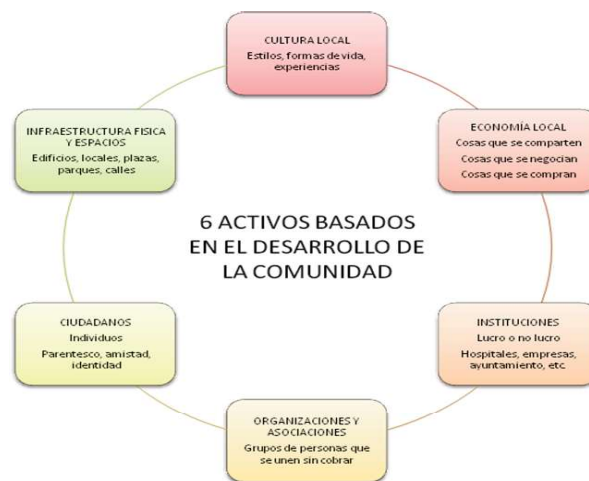 CULTURA LOCAL
Estilos, formas de vida,
experiencias
ECONOMÍA LOCAL
Cosas que se comparten
Cosas que se negocian
Cosas que se compran
INSTITUCIONES
Lucro o no lucro
Hospitales, empresas,
ayuntamiento, etc.
ORGANIZACIONES Y
ASOCIACIONES
Grupos de personas que
se unen sin cobrar
CIUDADANOS
Individuos
Parentesco, amistad,
identidad
INFRAESTRUCTURA FISICA
Y ESPACIOS
Edificios, locales, plazas,
parques, calles
6 ACTIVOS BASADOS
EN EL DESARROLLO DE
LA COMUNIDAD